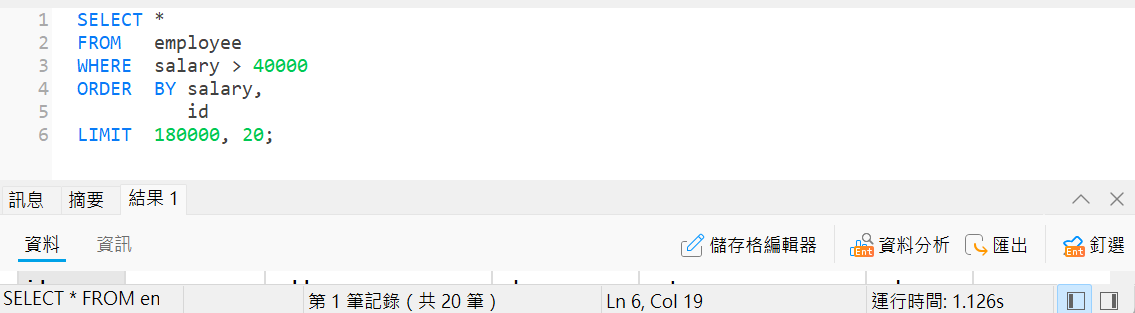 1 SELECT *
2 FROM employee
3 WHERE salary > 40000
4 ORDER BY salary,
5 id
6 LIMIT 180000, 20;
訊息 摘要 結果 1
資料 資訊 儲存格編輯器 Ent 資料分析 匯出 Ent 釘選
SELECT * FROM en 第 1 筆記錄 ( 共 20 筆 ) Ln 6, Col 19 運行時間: 1.126s